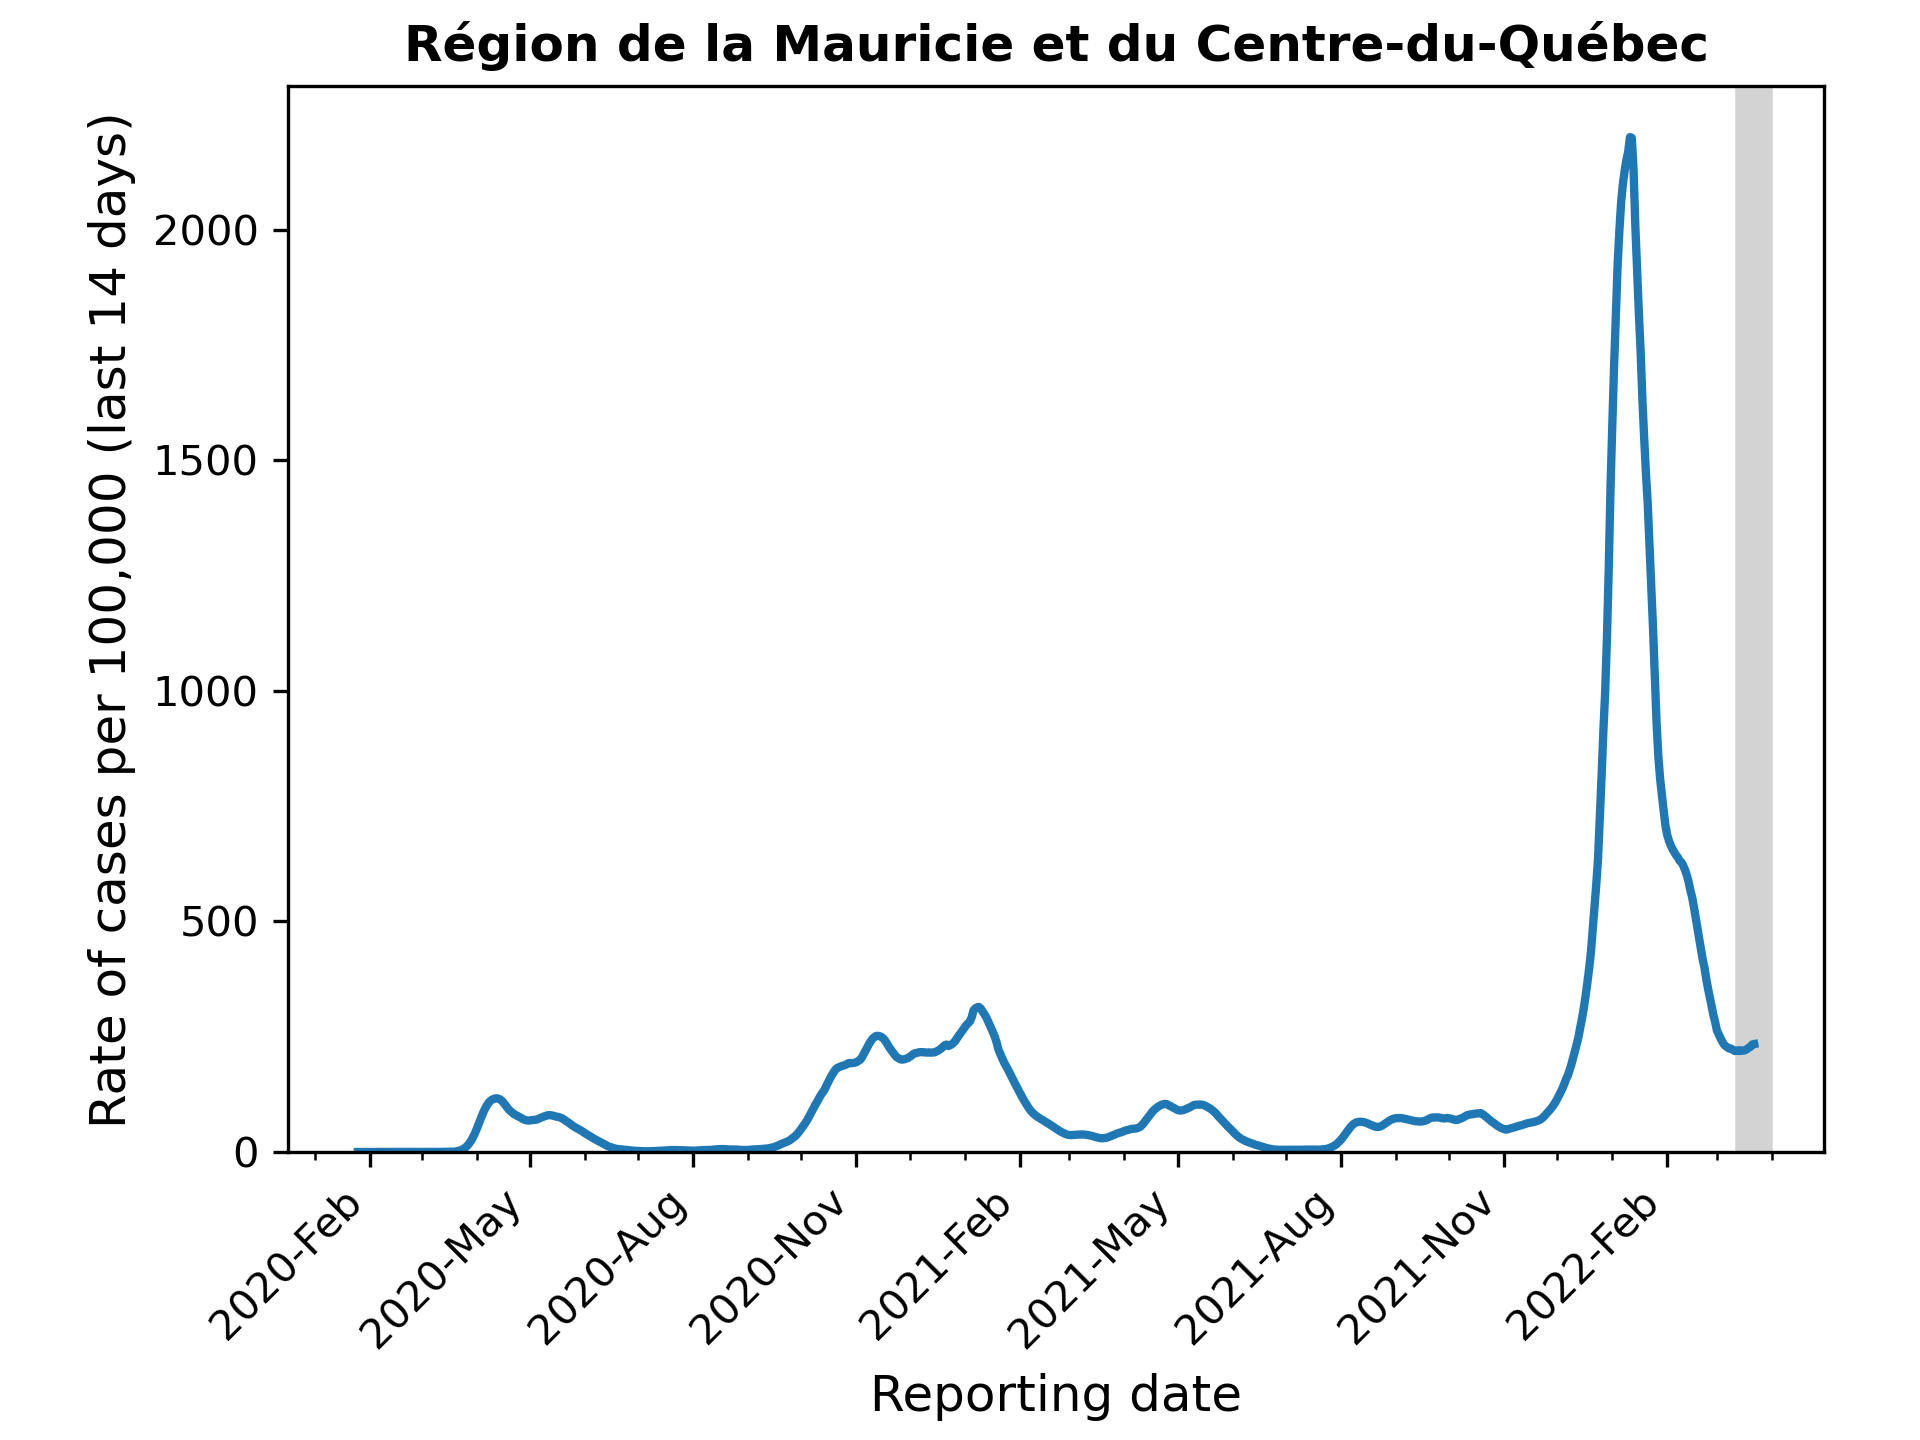 Région de la Mauricie et du Centre-du-Québec
Rate of cases per 100,000 (last 14 days)
2000
1500
1000
500
0
2020-Feb
2020-May
2020-Aug
2020-Nov
2021-Feb
2021-May
2021-Aug
2021-Nov
2022-Feb
Reporting date